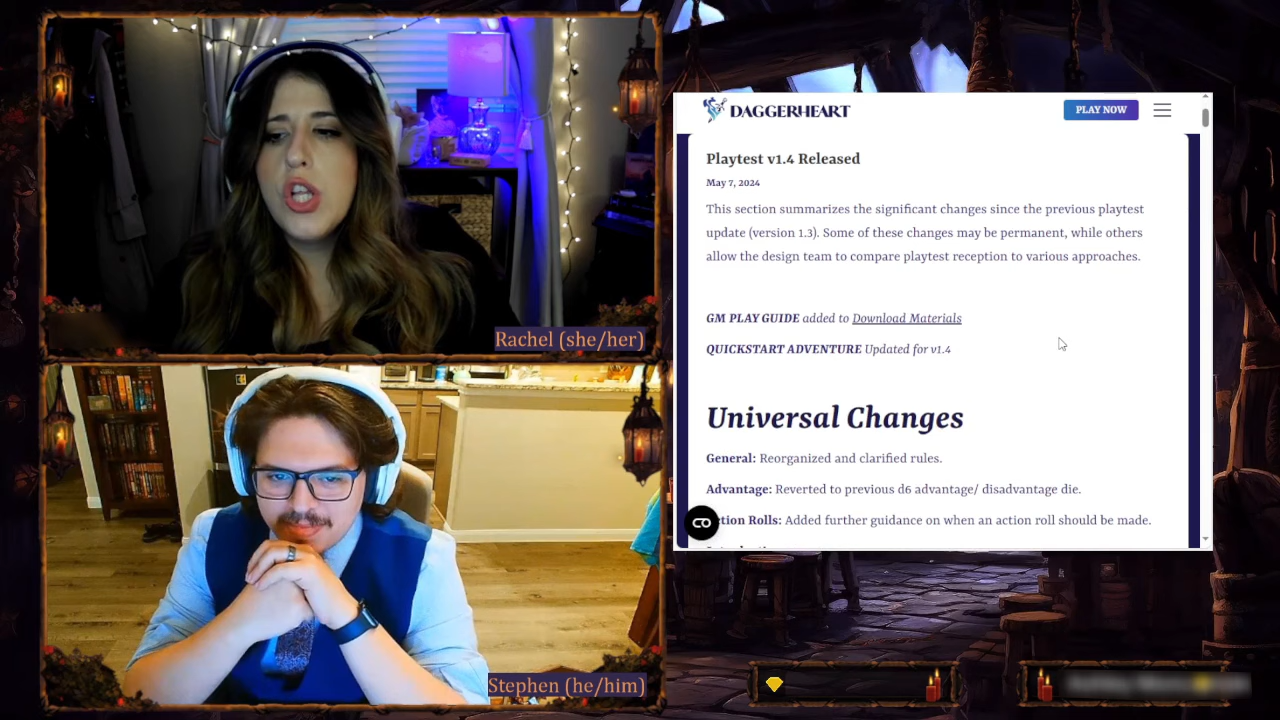 Rachel (she/her)
Stephen (he/him)
DAGGERHEART
PLAY NOW
Playtest v1.4 Released
May 7, 2024
This section summarizes the significant changes since the previous playtest
update (version 1.3). Some of these changes may be permanent, while others
allow the design team to compare playtest reception to various approaches.
GM PLAY GUIDE added to Download Materials
QUICKSTART ADVENTURE Updated for v1.4
Universal Changes
General: Reorganized and clarified rules.
Advantage: Reverted to previous d6 advantage/ disadvantage die.
tion Rolls: Added further guidance on when an action roll should be made.